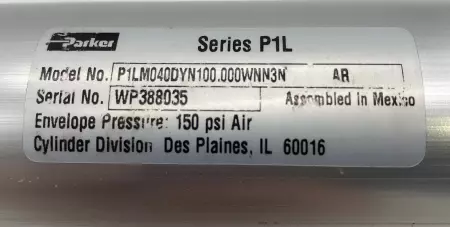 Parker Series P1L
Model No. P1LM040DYN100.000WNN3N AR
Serial No. WP388035 Assembled in Mexico
Envelope Pressure: 150 psi Air
Cylinder Division Des Plaines, IL 60016